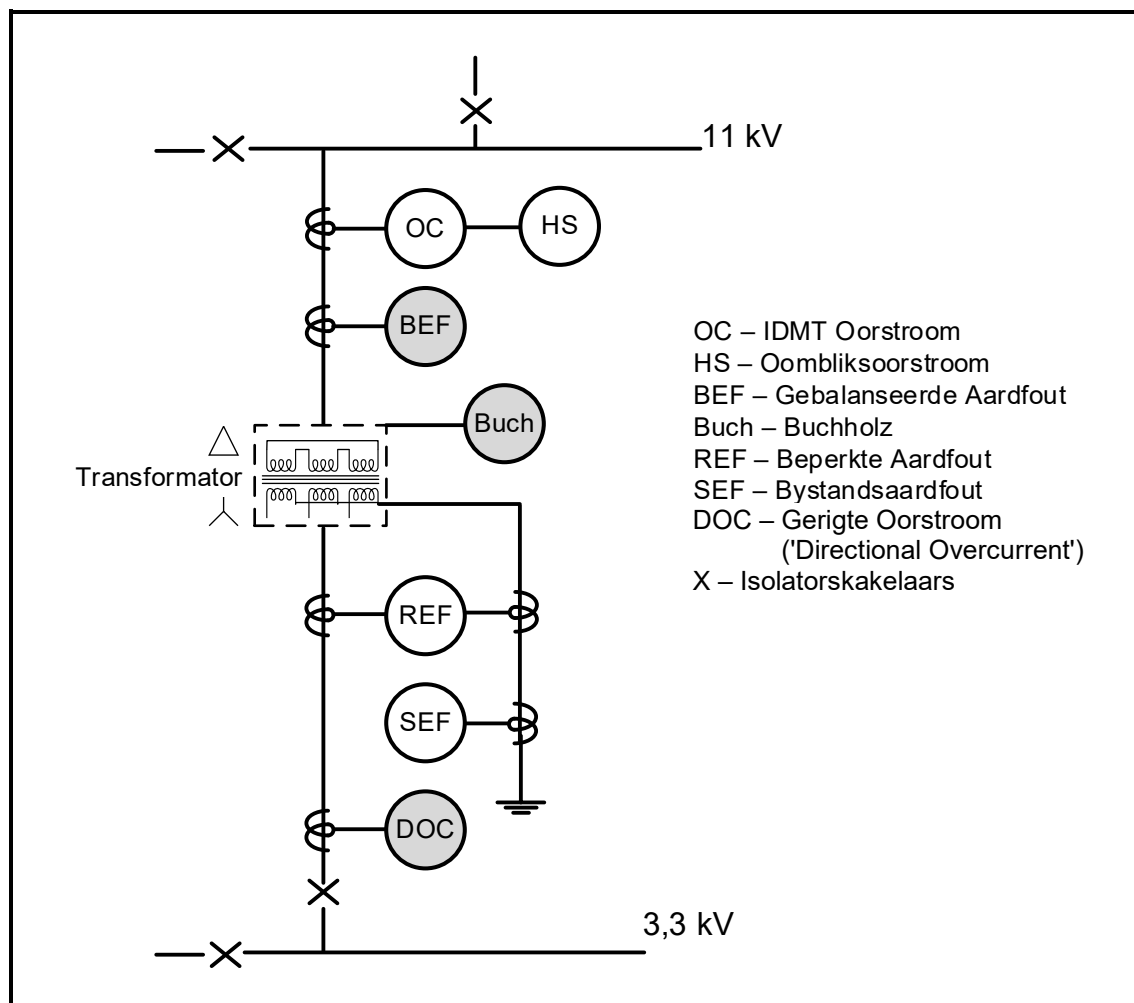 11 kV
OC
HS
BEF
Buch
Transformator
REF
SEF
DOC
3,3 kV
OC – IDMT Oorstroom
HS – Oombliksoorstroom
BEF – Gebalanseerde Aardfout
Buch – Buchholz
REF – Beperkte Aardfout
SEF – Bystandsaardfout
DOC – Gerigte Oorstroom
('Directional Overcurrent')
X – Isolatorskakelaars